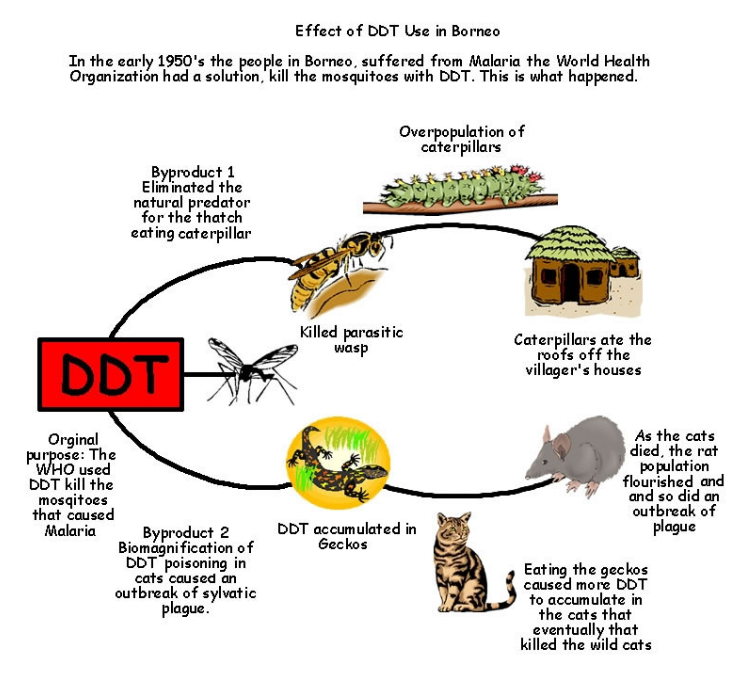 Effect of DDT Use in Borneo
In the early 1950's the people in Borneo, suffered from Malaria the World Health
Organization had a solution, kill the mosquitoes with DDT. This is what happened.
Overpopulation of
caterpillars
Byproduct 1
Eliminated the
natural predator
for the thatch
eating caterpillar
Killed parasitic
wasp
Caterpillars ate the
roofs off the
villager's houses
DDT
Orginal
purpose: The
WHO used
DDT kill the
mosqitoes
that caused
Malaria
Byproduct 2
Biomagnification of
DDT poisoning in
cats caused an
outbreak of sylvatic
plague.
DDT accumulated in
Geckos
As the cats
died, the rat
population
flourished and
and so did an
outbreak of
plague
Eating the geckos
caused more DDT
to accumulate in
the cats that
eventually that
killed the wild cats